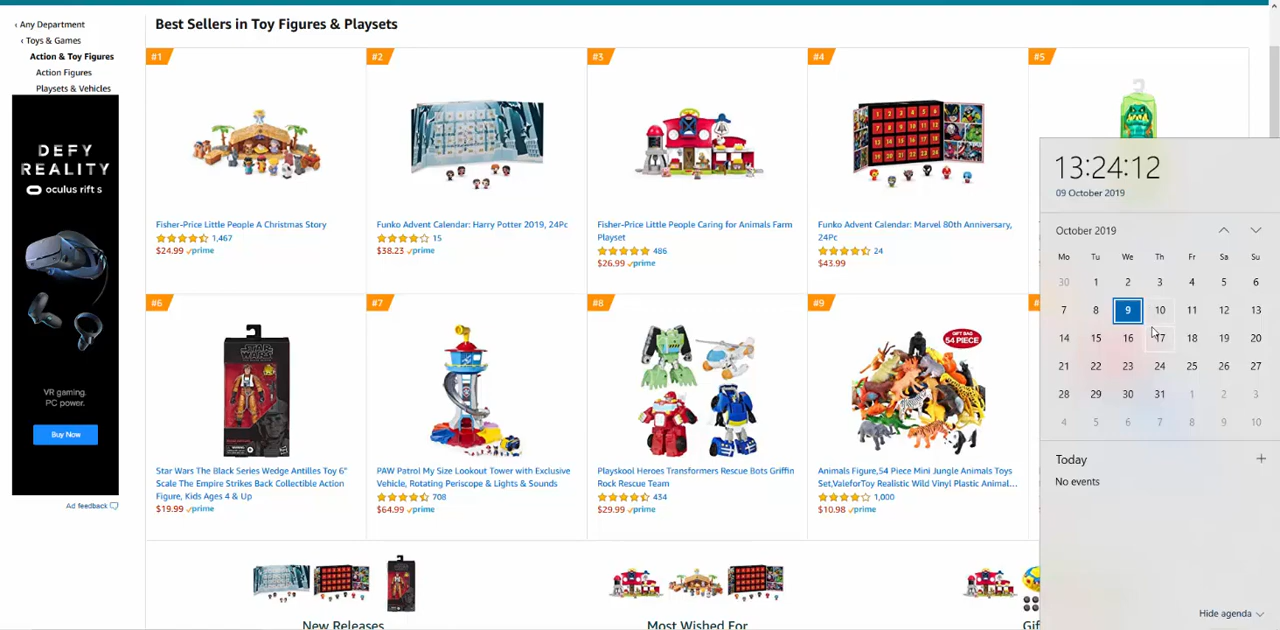 ‹ Any Department
‹ Toys & Games
Action & Toy Figures
Action Figures
Playsets & Vehicles
DEFY
REALITY
oculus rift s
VR gaming.
PC power.
Buy Now
Ad feedback
Best Sellers in Toy Figures & Playsets
#1
Fisher-Price Little People A Christmas Story
1,467
$24.99 prime
#2
Funko Advent Calendar: Harry Potter 2019, 24Pc
15
$38.23 prime
#3
Fisher-Price Little People Caring for Animals Farm
Playset
486
$26.99 prime
#4
Funko Advent Calendar: Marvel 80th Anniversary,
24Pc
24
$43.99
#5
#6
Star Wars The Black Series Wedge Antilles Toy 6"
Scale The Empire Strikes Back Collectible Action
Figure, Kids Ages 4 & Up
$19.99 prime
#7
PAW Patrol My Size Lookout Tower with Exclusive
Vehicle, Rotating Periscope & Lights & Sounds
708
$64.99 prime
#8
Playskool Heroes Transformers Rescue Bots Griffin
Rock Rescue Team
434
$29.99 prime
#9
GIFT BAG
54 PIECE
Animals Figure,54 Piece Mini Jungle Animals Toys
Set,ValeforToy Realistic Wild Vinyl Plastic Animal...
1,000
$10.98 prime
New Releases
Most Wished For
13:24:12
09 October 2019
October 2019
Mo Tu We Th Fr Sa Su
30 1 2 3 4 5 6
7 8 9 10 11 12 13
14 15 16 17 18 19 20
21 22 23 24 25 26 27
28 29 30 31 1 2 3
4 5 6 7 8 9 10
Today +
No events
Hide agenda